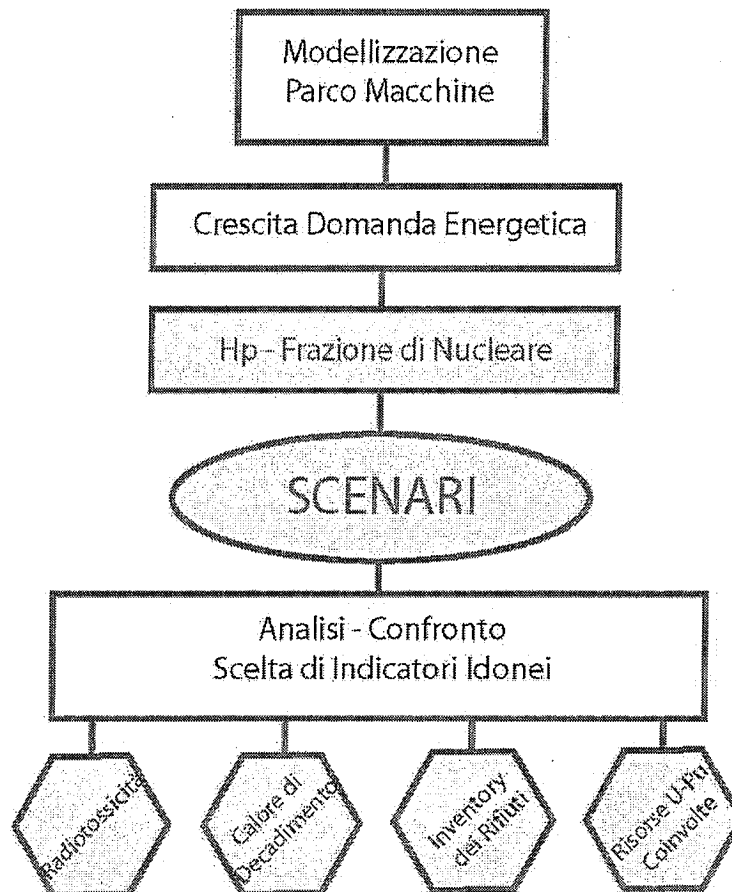 Modellizzazione
Parco Macchine
Crescita Domanda Energetica
Hp - Frazione di Nucleare
SCENARI
Analisi - Confronto
Scelta di Indicatori Idonei
Radiotossicità
Calore di
Decadimento
Inventory
dei Rifiuti
Risorse U-Pu
Coinvolte